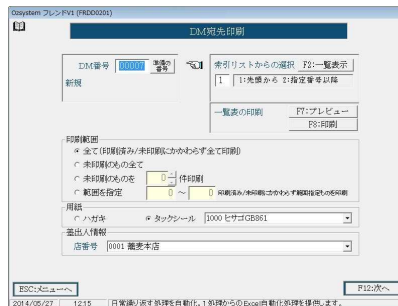 Ozsystem フレンドV1 (FRDD0201)
DM宛先印刷
DM番号 00007 準備の番号
新規
索引リストからの選択 F2:一覧表示
1 1:先頭から 2:指定番号以降
一覧表の印刷 F7:プレビュー
F8:印刷
印刷範囲
全て(印刷済み/未印刷にかかわらず全て印刷)
未印刷のもの全て
未印刷のものを 0 件印刷
範囲を指定 0 ～ 0 印刷済み/未印刷にかかわらず範囲指定ものを印刷
用紙
ハガキ タックシール 1000 ヒサゴGB861
差出人情報
店番号 0001 蕎麦本店
ESC:メニューへ F12:次へ
2014/05/27 12:15 日常繰り返す処理を自動化。1処理からのExcel自動化処理を提供します。